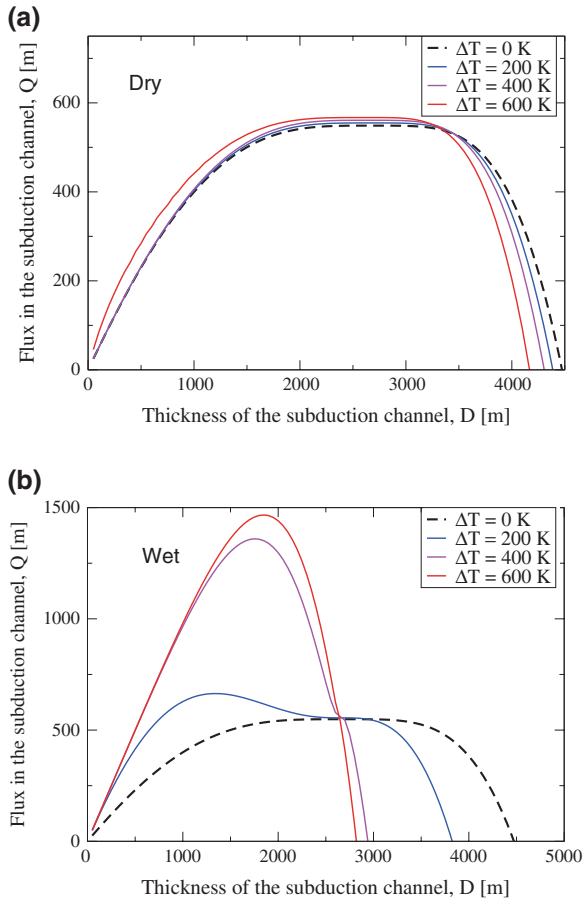 (a)
Flux in the subduction channel, Q [m]
600
400
200
0
Dry
ΔT = 0 K
ΔT = 200 K
ΔT = 400 K
ΔT = 600 K
0 1000 2000 3000 4000
Thickness of the subduction channel, D [m]
(b)
Flux in the subduction channel, Q [m]
1500
1000
500
0
Wet
ΔT = 0 K
ΔT = 200 K
ΔT = 400 K
ΔT = 600 K
0 1000 2000 3000 4000 5000
Thickness of the subduction channel, D [m]